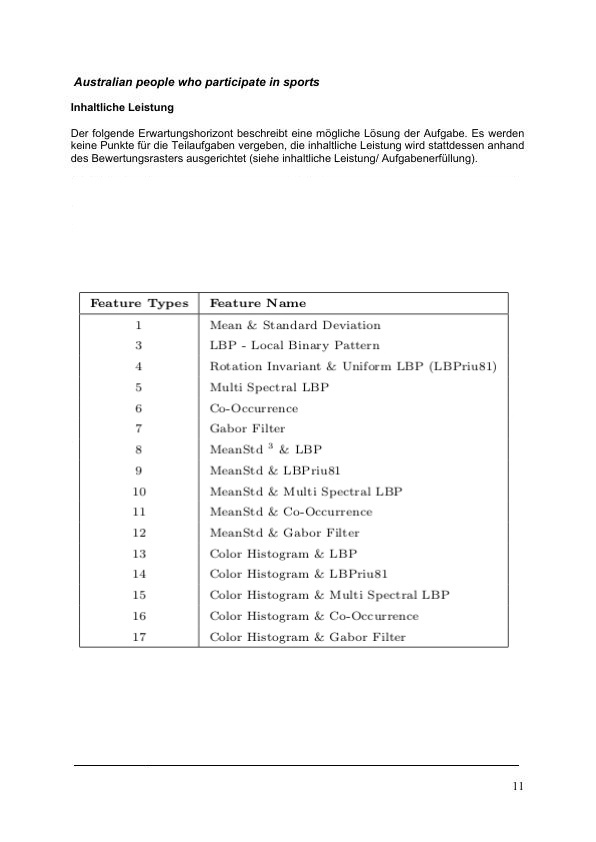 Australian people who participate in sports
Inhaltliche Leistung
Der folgende Erwartungshorizont beschreibt eine mögliche Lösung der Aufgabe. Es werden
keine Punkte für die Teilaufgaben vergeben, die inhaltliche Leistung wird stattdessen anhand
des Bewertungsrasters ausgerichtet (siehe inhaltliche Leistung/ Aufgabenerfüllung).
Feature Types Feature Name
1 Mean & Standard Deviation
3 LBP - Local Binary Pattern
4 Rotation Invariant & Uniform LBP (LBPriu81)
5 Multi Spectral LBP
6 Co-Occurrence
7 Gabor Filter
8 MeanStd ³ & LBP
9 MeanStd & LBPriu81
10 MeanStd & Multi Spectral LBP
11 MeanStd & Co-Occurrence
12 MeanStd & Gabor Filter
13 Color Histogram & LBP
14 Color Histogram & LBPriu81
15 Color Histogram & Multi Spectral LBP
16 Color Histogram & Co-Occurrence
17 Color Histogram & Gabor Filter
11